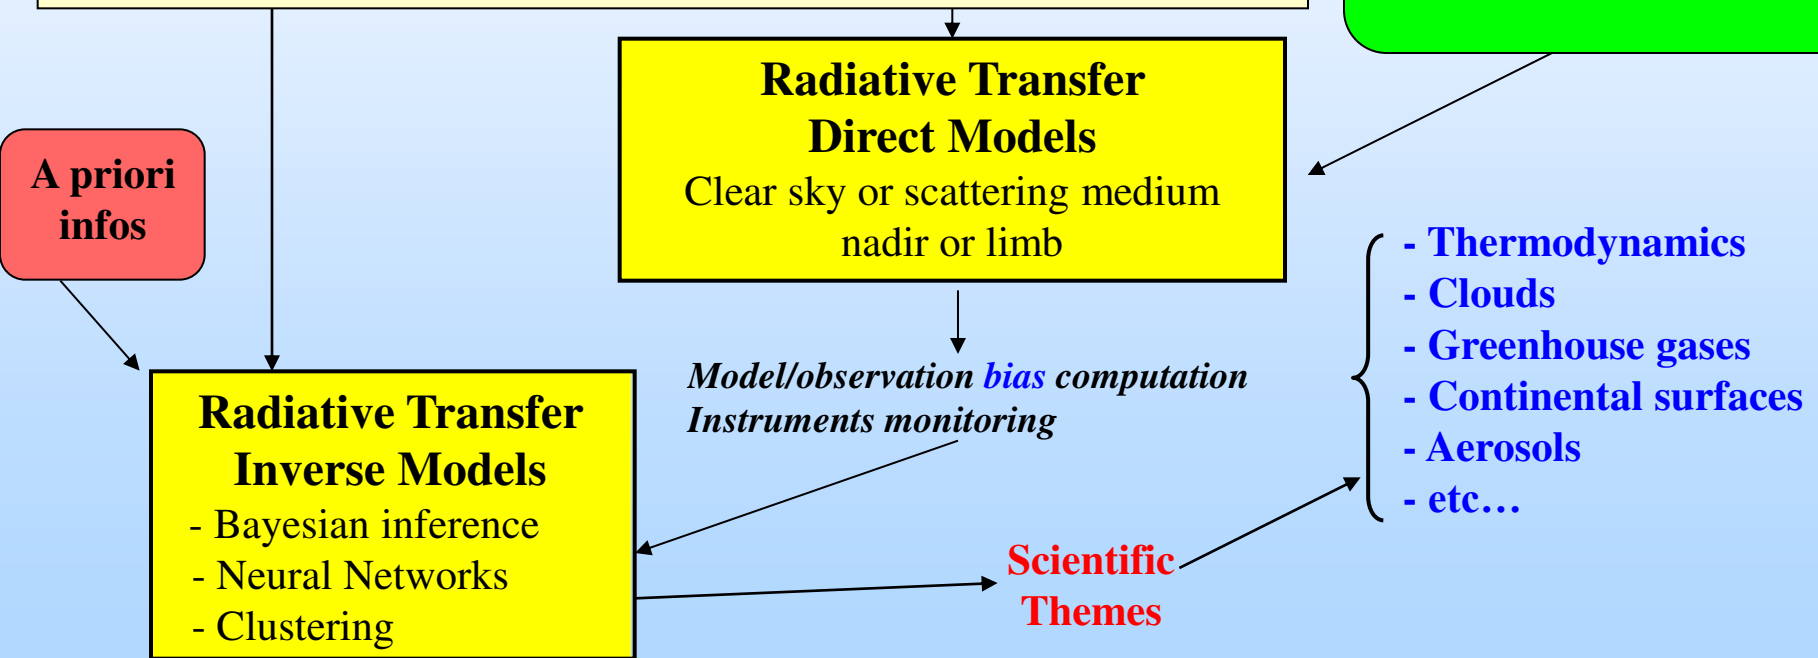 Radiative Transfer
Direct Models
Clear sky or scattering medium
nadir or limb
A priori
infos
- Thermodynamics
- Clouds
- Greenhouse gases
- Continental surfaces
- Aerosols
- etc…
Model/observation bias computation
Instruments monitoring
Radiative Transfer
Inverse Models
- Bayesian inference
- Neural Networks
- Clustering
Scientific
Themes